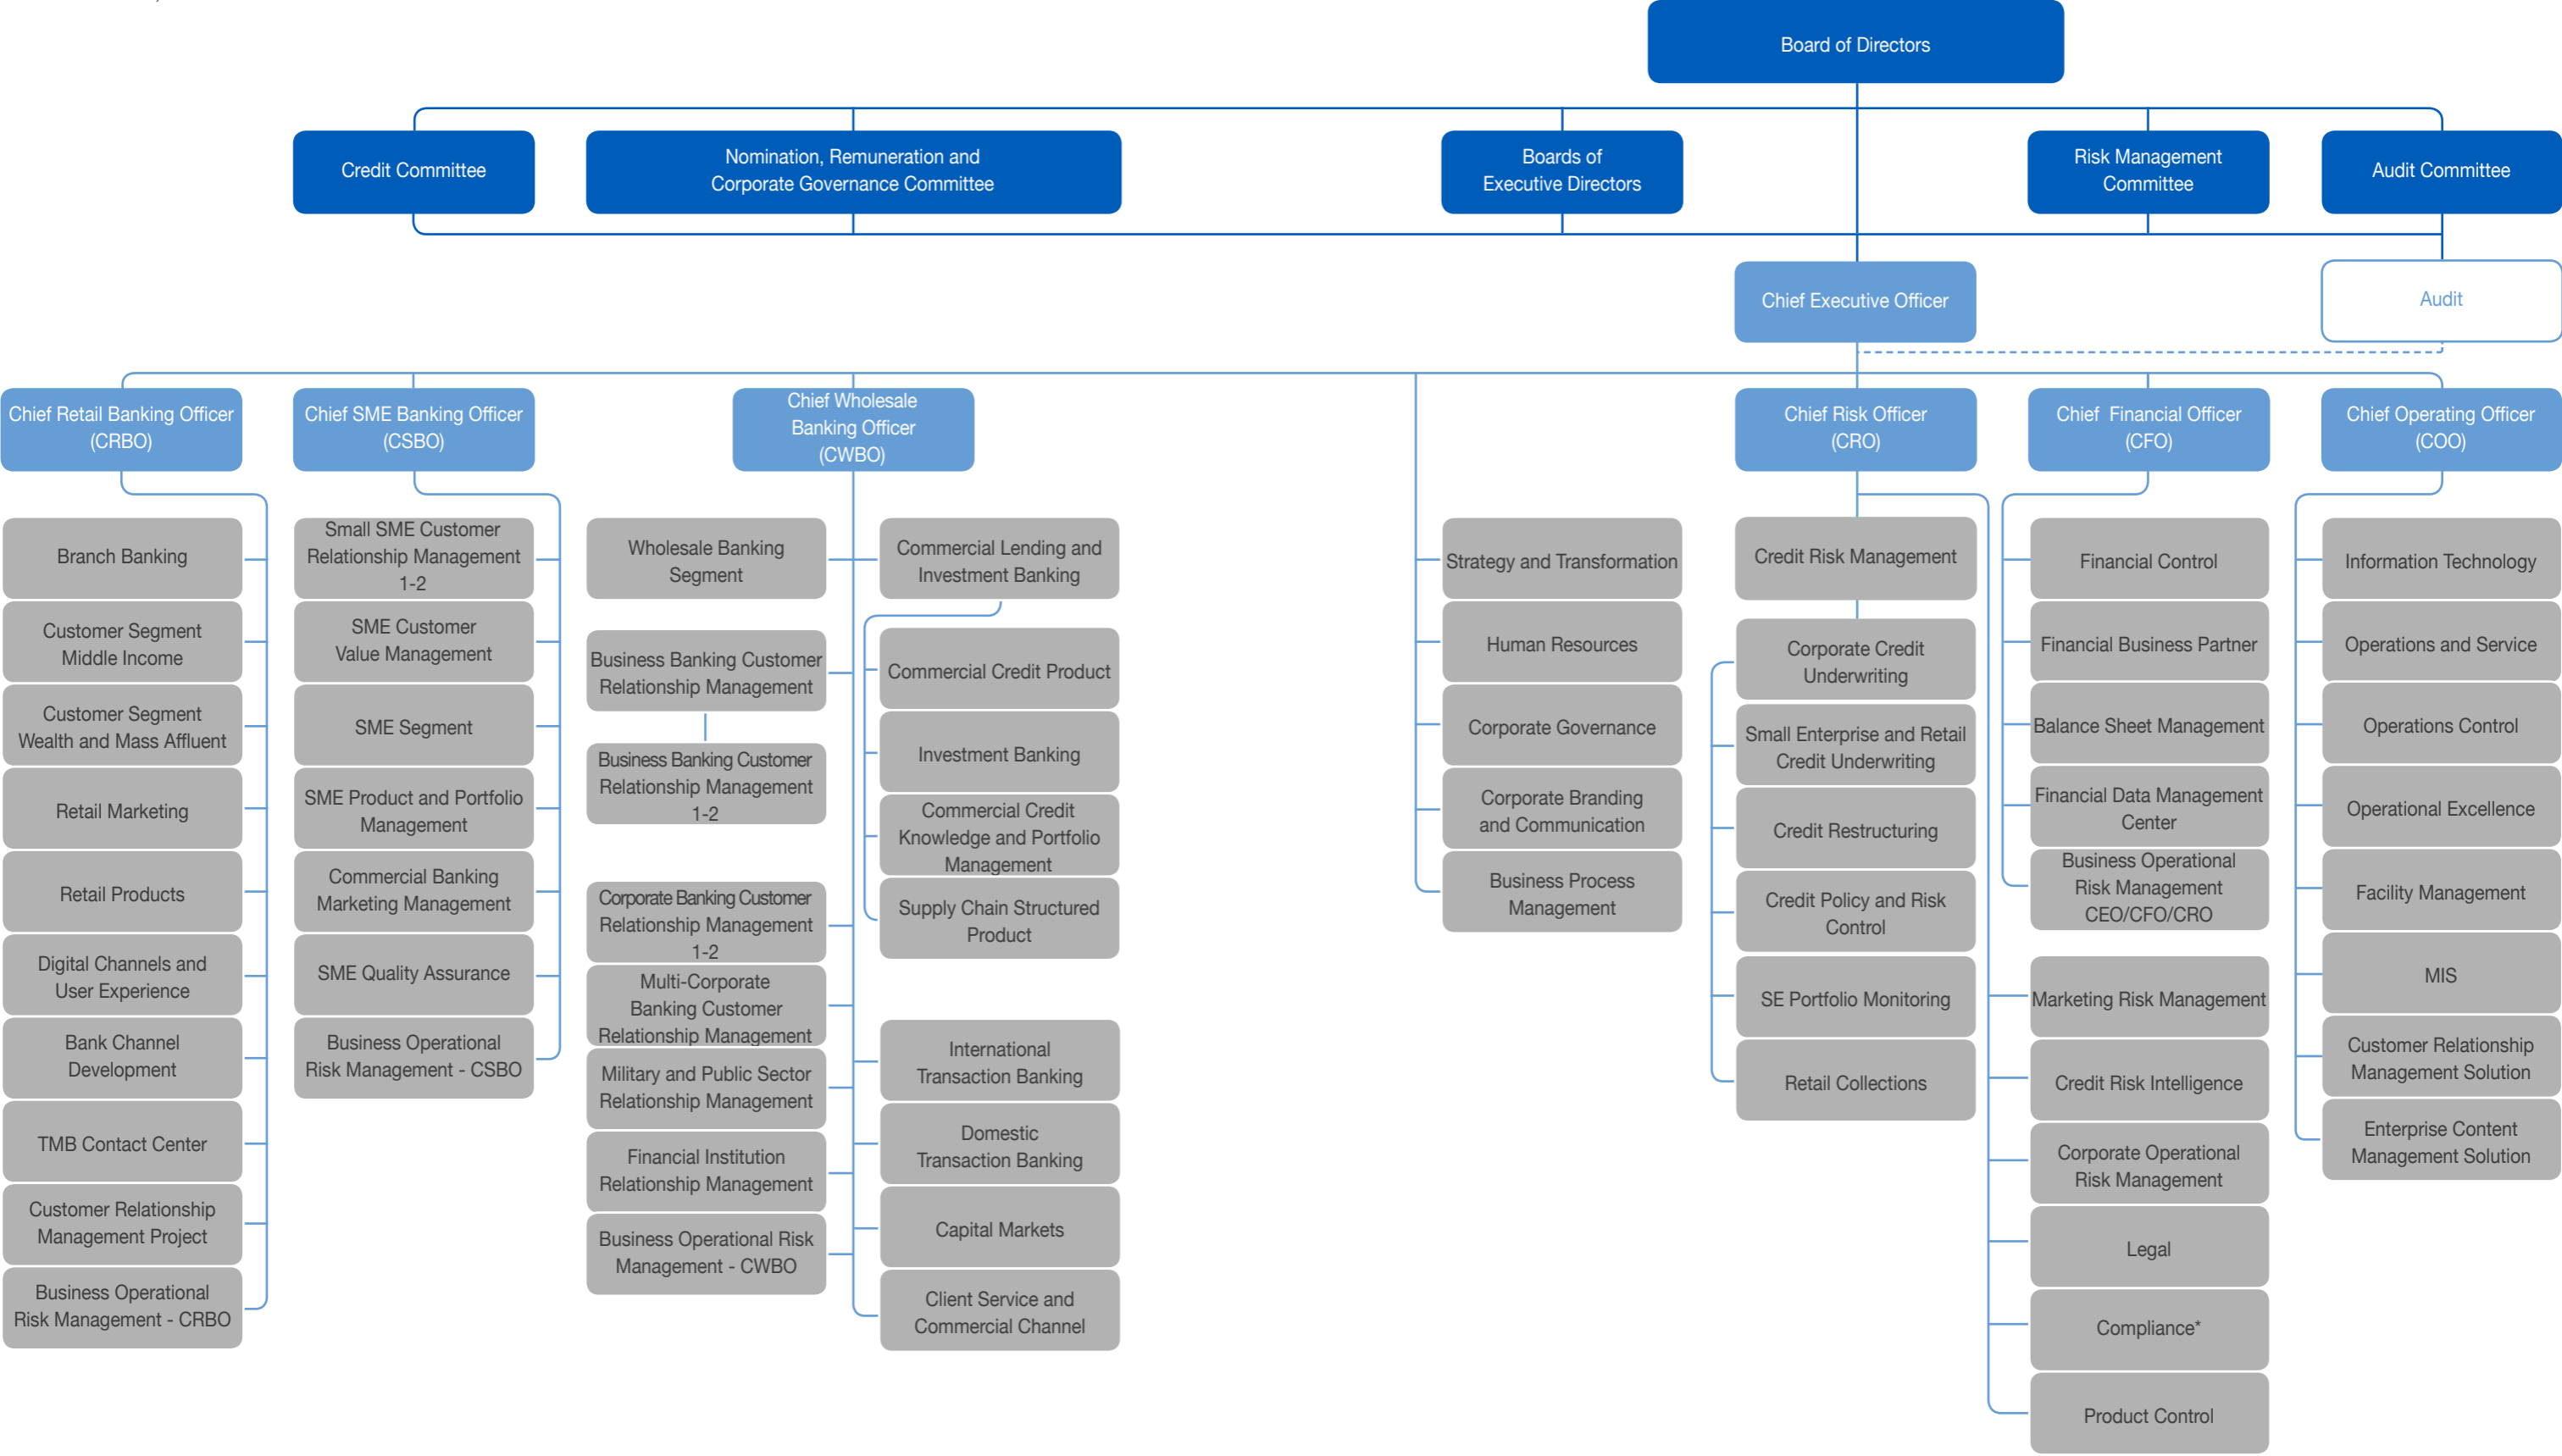 Board of Directors
Credit Committee
Nomination, Remuneration and
Corporate Governance Committee
Boards of
Executive Directors
Risk Management
Committee
Audit Committee
Chief Executive Officer
Audit
Chief Retail Banking Officer
(CRBO)
Chief SME Banking Officer
(CSBO)
Chief Wholesale
Banking Officer
(CWBO)
Chief Risk Officer
(CRO)
Chief Financial Officer
(CFO)
Chief Operating Officer
(COO)
Branch Banking
Customer Segment
Middle Income
Customer Segment
Wealth and Mass Affluent
Retail Marketing
Retail Products
Digital Channels and
User Experience
Bank Channel
Development
TMB Contact Center
Customer Relationship
Management Project
Business Operational
Risk Management - CRBO
Small SME Customer
Relationship Management
1-2
SME Customer
Value Management
SME Segment
SME Product and Portfolio
Management
Commercial Banking
Marketing Management
SME Quality Assurance
Business Operational
Risk Management - CSBO
Wholesale Banking
Segment
Business Banking Customer
Relationship Management
Business Banking Customer
Relationship Management
1-2
Corporate Banking Customer
Relationship Management
1-2
Multi-Corporate
Banking Customer
Relationship Management
Military and Public Sector
Relationship Management
Financial Institution
Relationship Management
Business Operational Risk
Management - CWBO
Commercial Lending and
Investment Banking
Commercial Credit Product
Investment Banking
Commercial Credit
Knowledge and Portfolio
Management
Supply Chain Structured
Product
International
Transaction Banking
Domestic
Transaction Banking
Capital Markets
Client Service and
Commercial Channel
Strategy and Transformation
Human Resources
Corporate Governance
Corporate Branding
and Communication
Business Process
Management
Credit Risk Management
Corporate Credit
Underwriting
Small Enterprise and Retail
Credit Underwriting
Credit Restructuring
Credit Policy and Risk
Control
SE Portfolio Monitoring
Retail Collections
Financial Control
Financial Business Partner
Balance Sheet Management
Financial Data Management
Center
Business Operational
Risk Management
CEO/CFO/CRO
Marketing Risk Management
Credit Risk Intelligence
Corporate Operational
Risk Management
Legal
Compliance*
Product Control
Information Technology
Operations and Service
Operations Control
Operational Excellence
Facility Management
MIS
Customer Relationship
Management Solution
Enterprise Content
Management Solution